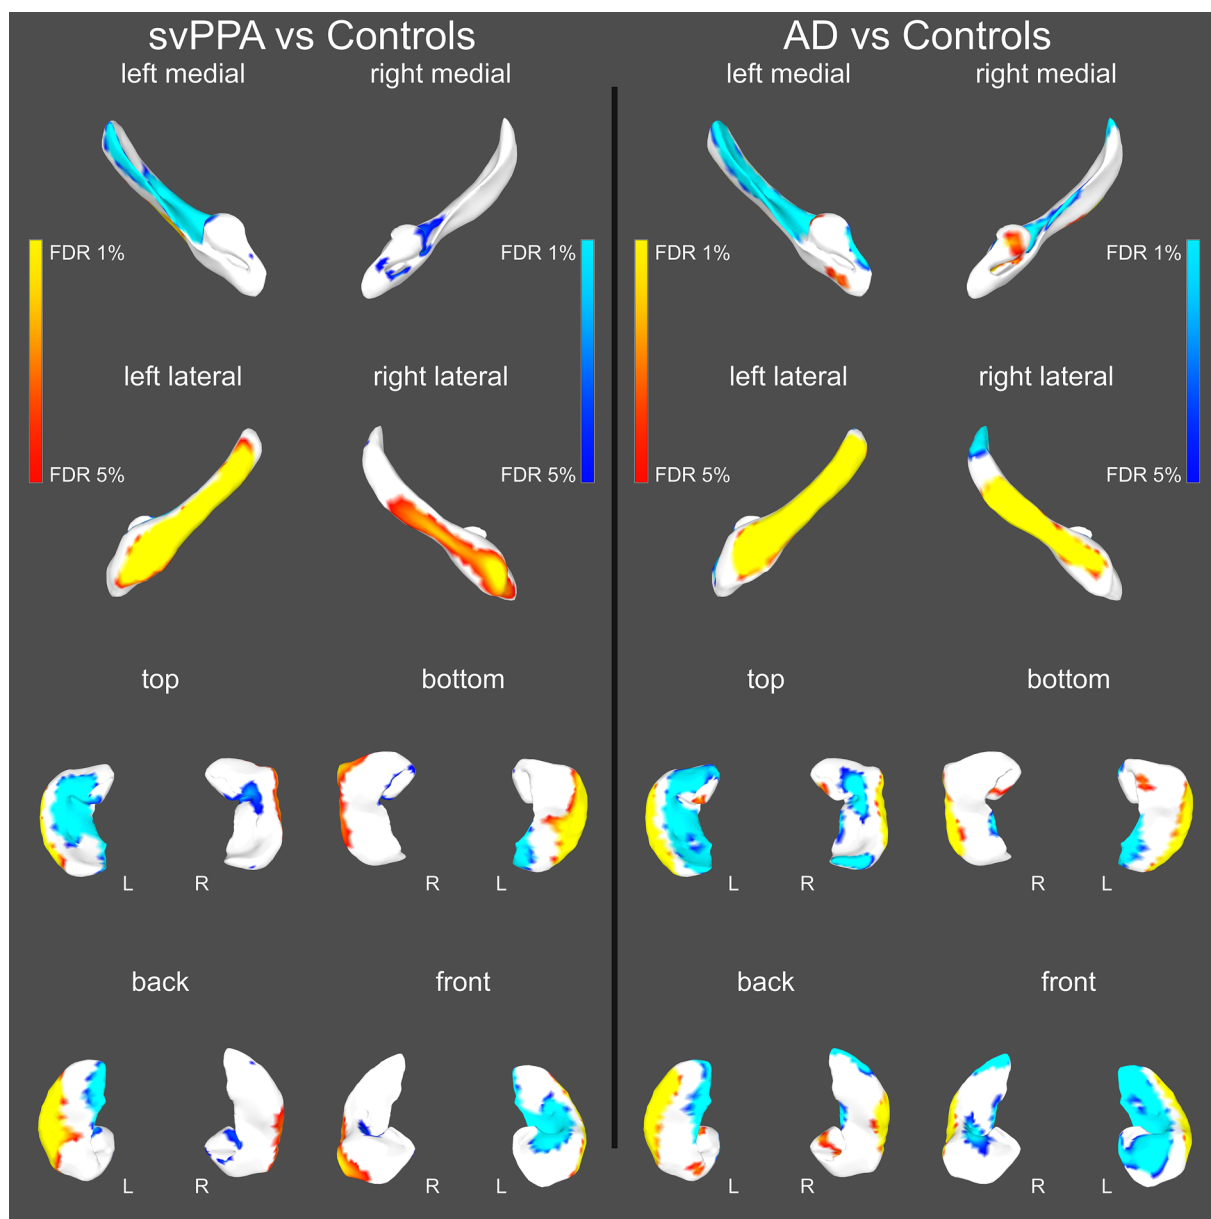 svPPA vs Controls
AD vs Controls
left medial
right medial
left medial
right medial
FDR 1%
FDR 1%
FDR 1%
FDR 1%
left lateral
right lateral
left lateral
right lateral
FDR 5%
FDR 5%
FDR 5%
FDR 5%
top
bottom
top
bottom
L
R
R
L
L
R
R
L
back
front
back
front
L
R
R
L
L
R
R
L